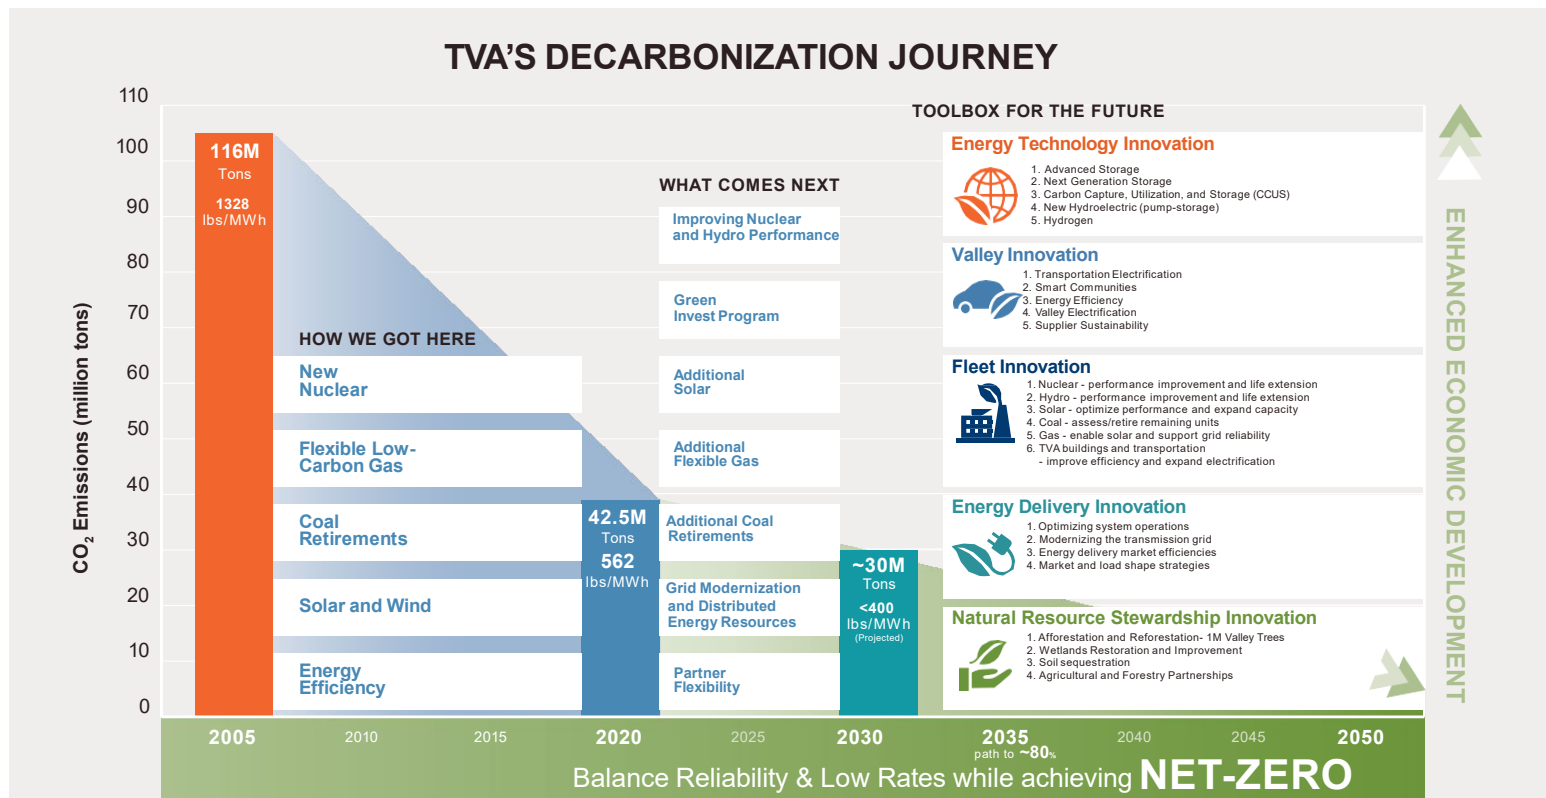 TVA'S DECARBONIZATION JOURNEY
CO2 Emissions (million tons)
110
100
90
80
70
60
50
40
30
20
10
0
116M
Tons
1328
lbs/MWh
HOW WE GOT HERE
New
Nuclear
Flexible Low-
Carbon Gas
Coal
Retirements
Solar and Wind
Energy
Efficiency
42.5M
Tons
562
lbs/MWh
WHAT COMES NEXT
Improving Nuclear
and Hydro Performance
Green
Invest Program
Additional
Solar
Additional
Flexible Gas
Additional Coal
Retirements
Grid Modernization
and Distributed
Energy Resources
Partner
Flexibility
~30M
Tons
<400
lbs/MWh
(Projected)
TOOLBOX FOR THE FUTURE
Energy Technology Innovation
1. Advanced Storage
2. Next Generation Storage
3. Carbon Capture, Utilization, and Storage (CCUS)
4. New Hydroelectric (pump-storage)
5. Hydrogen
Valley Innovation
1. Transportation Electrification
2. Smart Communities
3. Energy Efficiency
4. Valley Electrification
5. Supplier Sustainability
Fleet Innovation
1. Nuclear - performance improvement and life extension
2. Hydro - performance improvement and life extension
3. Solar - optimize performance and expand capacity
4. Coal - assess/retire remaining units
5. Gas - enable solar and support grid reliability
6. TVA buildings and transportation
- improve efficiency and expand electrification
Energy Delivery Innovation
1. Optimizing system operations
2. Modernizing the transmission grid
3. Energy delivery market efficiencies
4. Market and load shape strategies
Natural Resource Stewardship Innovation
1. Afforestation and Reforestation- 1M Valley Trees
2. Wetlands Restoration and Improvement
3. Soil sequestration
4. Agricultural and Forestry Partnerships
ENHANCED ECONOMIC DEVELOPMENT
2005 2010 2015 2020 2025 2030 2035 2040 2045 2050
path to ~80%
Balance Reliability & Low Rates while achieving NET-ZERO